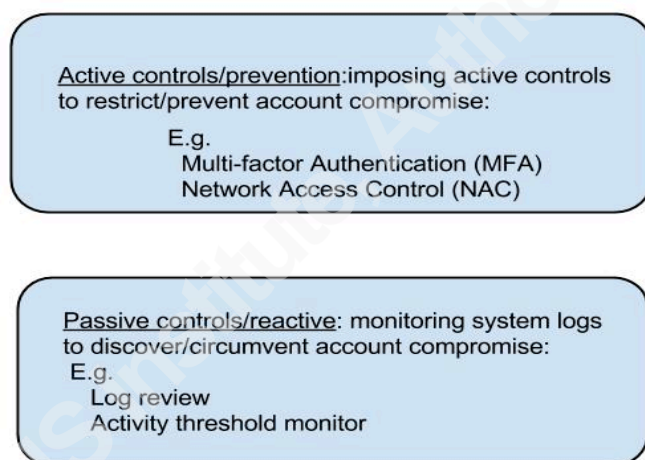 Active controls/prevention:imposing active controls
to restrict/prevent account compromise:
E.g.
Multi-factor Authentication (MFA)
Network Access Control (NAC)
Passive controls/reactive: monitoring system logs
to discover/circumvent account compromise:
E.g.
Log review
Activity threshold monitor